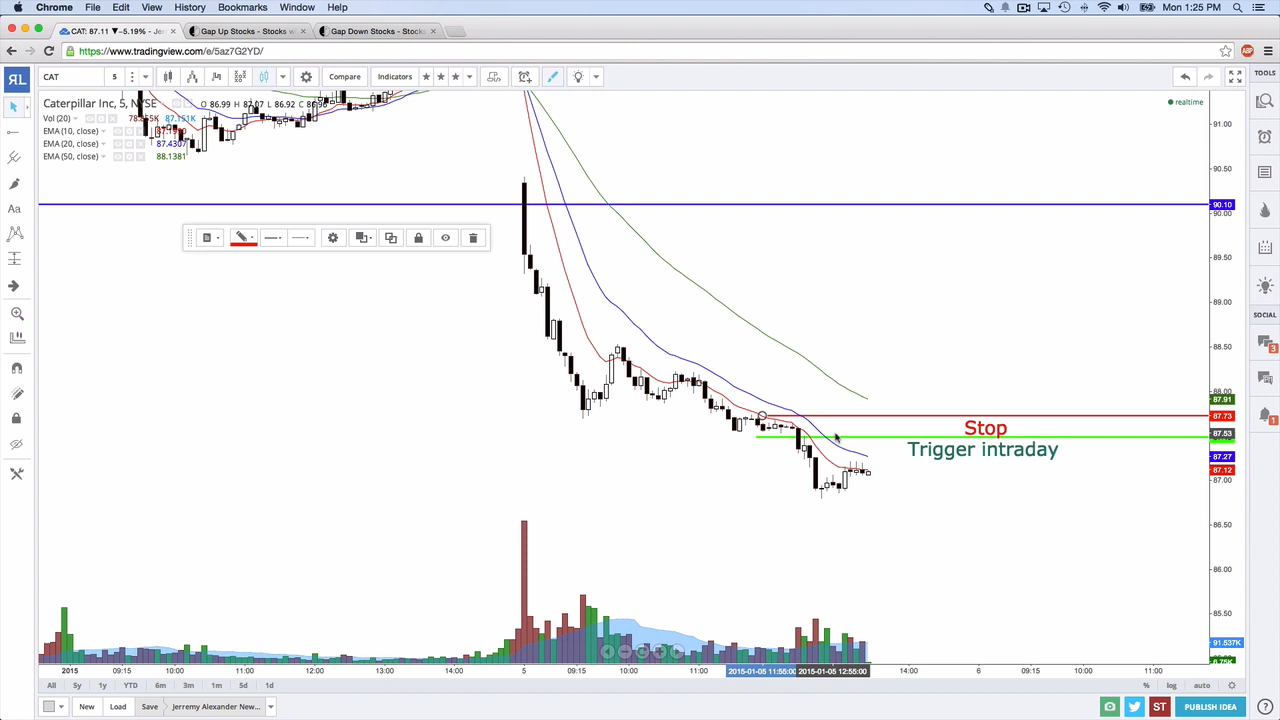 Chrome File Edit View History Bookmarks Window Help Mon 1:25 PM
CAT: 87.11 ▼-5.19% - Jer Gap Up Stocks - Stocks w Gap Down Stocks - Stocks
https://www.tradingview.com/e/5az7G2YD/
ЯL CAT 5 Compare Indicators
TOOLS
Caterpillar Inc, 5, NYSE O 86.99 H 87.07 L 86.92
realtime
Vol (20) 87.151K
EMA (10, close)
EMA (20, close) 87.4307
EMA (50, close) 88.1381
91.00
90.50
90.10
90.00
89.50
89.00
88.50
88.00
87.91
87.73
87.53
87.27
87.12
87.00
86.50
86.00
85.50
91.537K
Stop
Trigger intraday
SOCIAL
3
1
2015 09:15 10:00 11:00 12:00 13:00 14:00 5 09:15 10:00 11:00 2015-01-05 11:55:00 2015-01-05 12:55:00 14:00 6 09:15 10:00 11:00
All 5y 1y YTD 6m 3m 1m 5d 1d % log auto
New Load Save Jerremy Alexander New... ST PUBLISH IDEA